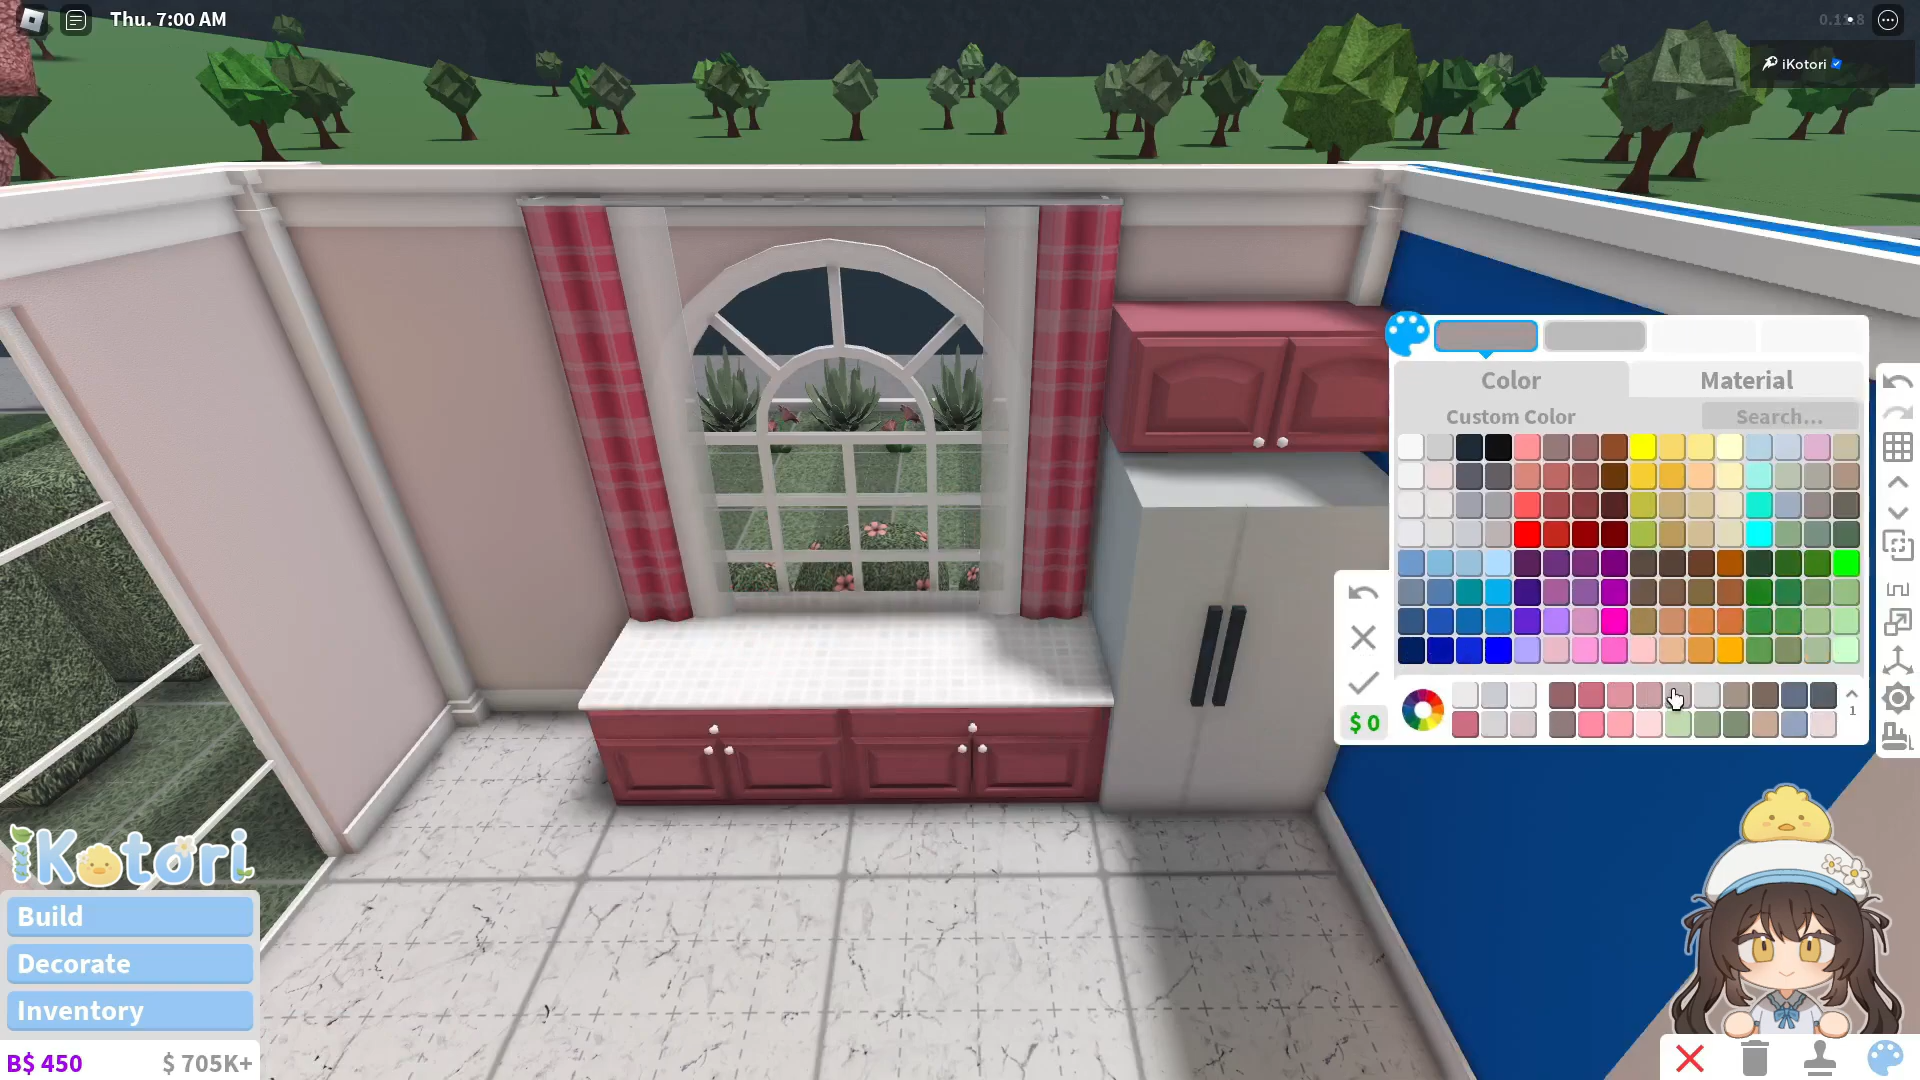 Thu. 7:00 AM
iKotori
Color
Material
Custom Color
Search...
1
$ 0
iKotori
Build
Decorate
Inventory
B$ 450
$ 705K+